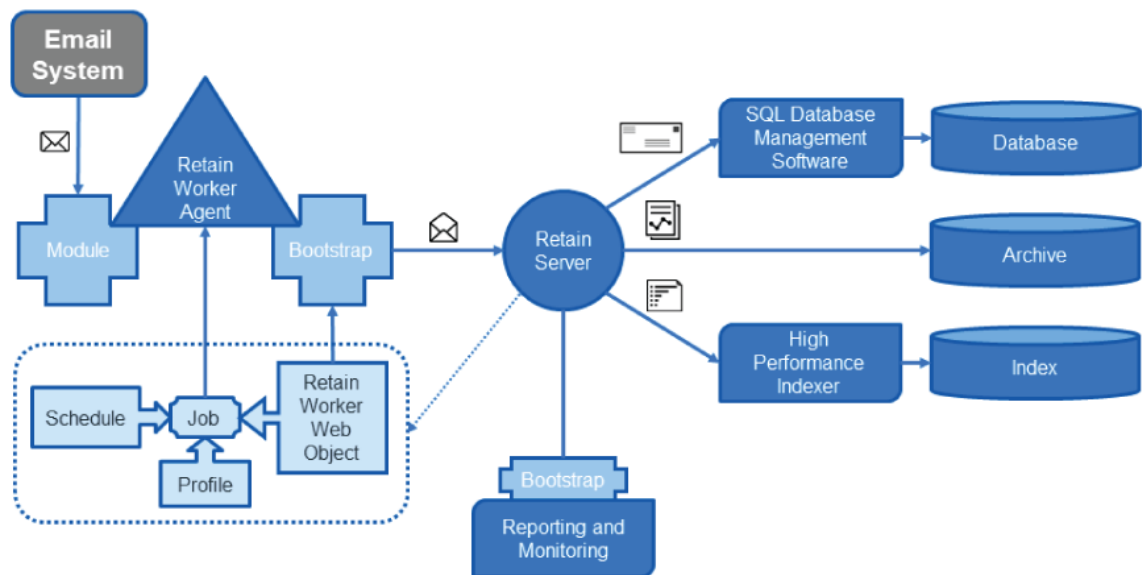 Email
System
Retain
Worker
Agent
Module
Bootstrap
Retain
Server
SQL Database
Management
Software
Database
Archive
High
Performance
Indexer
Index
Schedule
Job
Retain
Worker
Web
Object
Profile
Bootstrap
Reporting and
Monitoring